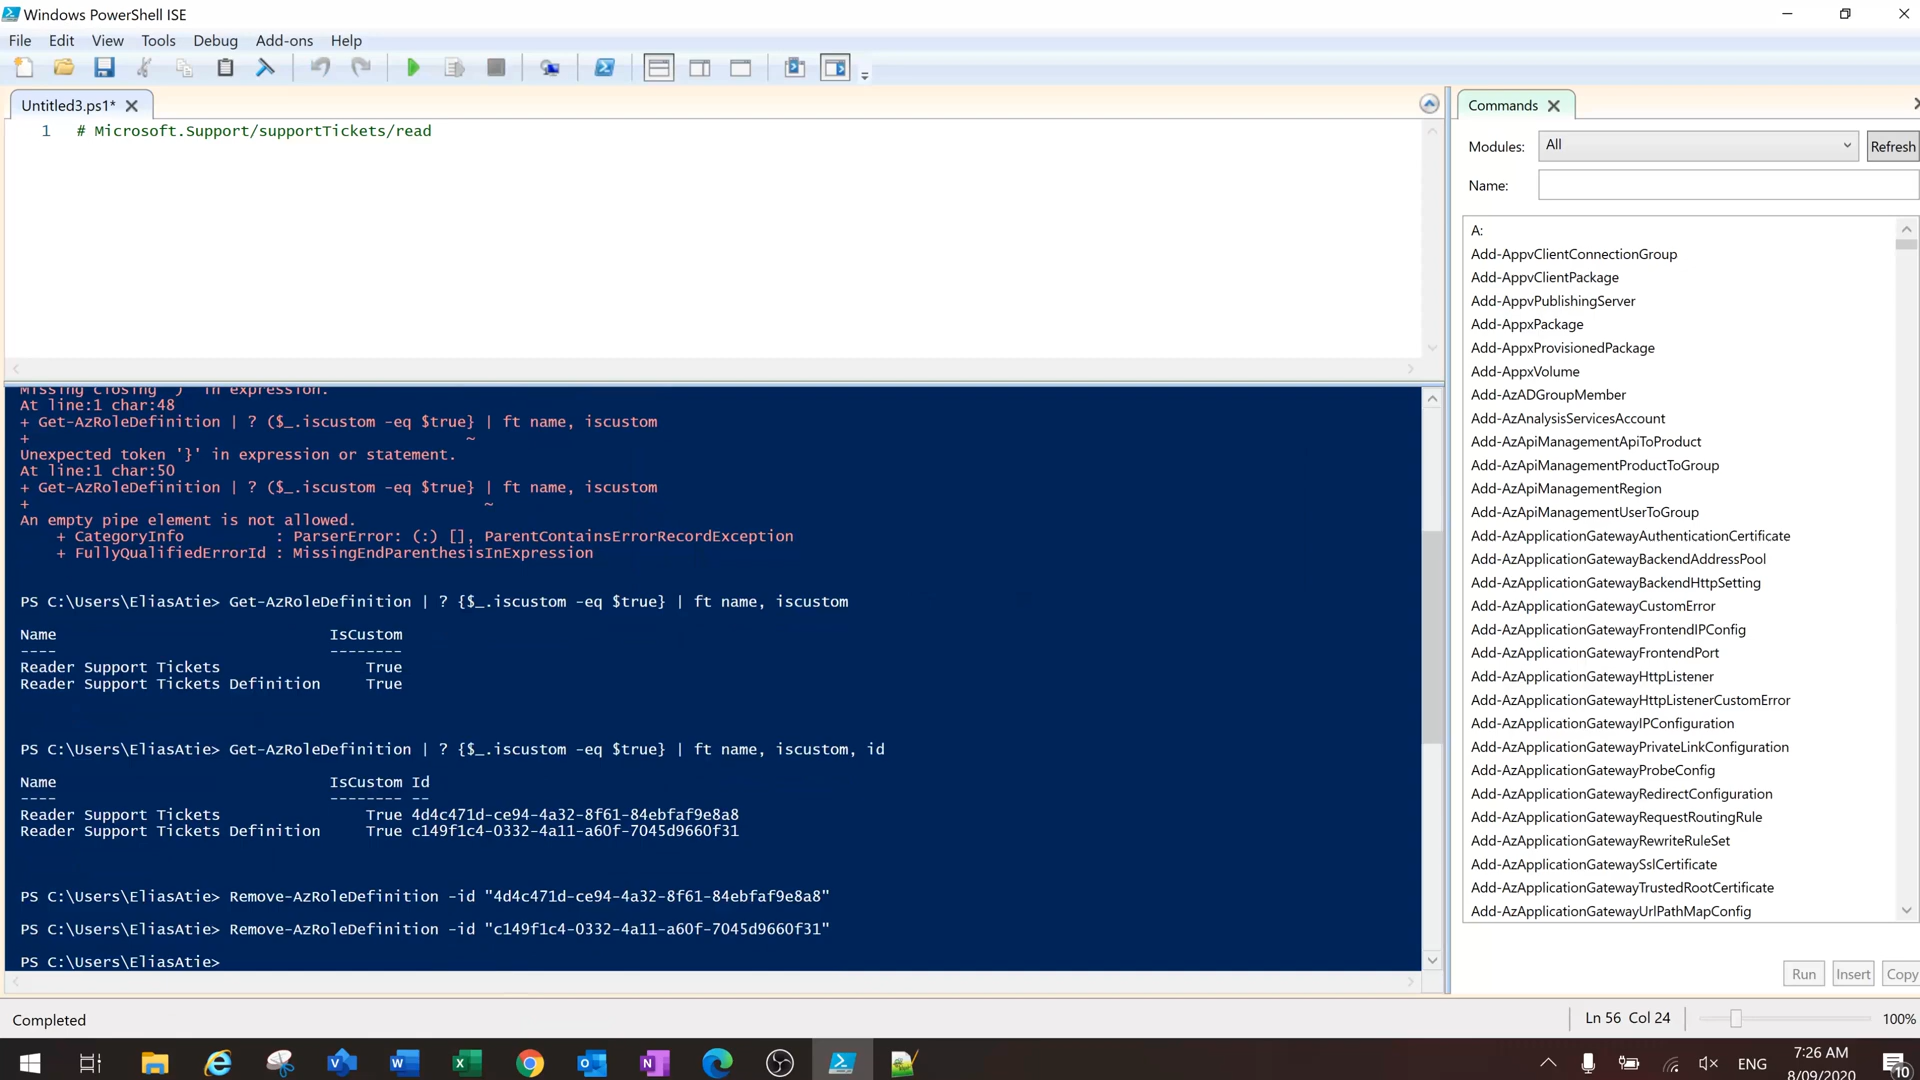 Windows PowerShell ISE
File Edit View Tools Debug Add-ons Help
Untitled3.ps1*
1 # Microsoft.Support/supportTickets/read
Missing closing ')' in expression.
At line:1 char:48
+ Get-AzRoleDefinition | ? ($_.iscustom -eq $true} | ft name, iscustom
+ ~
Unexpected token '}' in expression or statement.
At line:1 char:50
+ Get-AzRoleDefinition | ? ($_.iscustom -eq $true} | ft name, iscustom
+ ~
An empty pipe element is not allowed.
+ CategoryInfo : ParserError: (:) [], ParentContainsErrorRecordException
+ FullyQualifiedErrorId : MissingEndParenthesisInExpression
PS C:\Users\EliasAtie> Get-AzRoleDefinition | ? {$_.iscustom -eq $true} | ft name, iscustom
Name IsCustom
---- --------
Reader Support Tickets True
Reader Support Tickets Definition True
PS C:\Users\EliasAtie> Get-AzRoleDefinition | ? {$_.iscustom -eq $true} | ft name, iscustom, id
Name IsCustom Id
---- -------- --
Reader Support Tickets True 4d4c471d-ce94-4a32-8f61-84ebfaf9e8a8
Reader Support Tickets Definition True c149f1c4-0332-4a11-a60f-7045d9660f31
PS C:\Users\EliasAtie> Remove-AzRoleDefinition -id "4d4c471d-ce94-4a32-8f61-84ebfaf9e8a8"
PS C:\Users\EliasAtie> Remove-AzRoleDefinition -id "c149f1c4-0332-4a11-a60f-7045d9660f31"
PS C:\Users\EliasAtie>
Commands
Modules: All Refresh
Name:
A:
Add-AppvClientConnectionGroup
Add-AppvClientPackage
Add-AppvPublishingServer
Add-AppxPackage
Add-AppxProvisionedPackage
Add-AppxVolume
Add-AzADGroupMember
Add-AzAnalysisServicesAccount
Add-AzApiManagementApiToProduct
Add-AzApiManagementProductToGroup
Add-AzApiManagementRegion
Add-AzApiManagementUserToGroup
Add-AzApplicationGatewayAuthenticationCertificate
Add-AzApplicationGatewayBackendAddressPool
Add-AzApplicationGatewayBackendHttpSetting
Add-AzApplicationGatewayCustomError
Add-AzApplicationGatewayFrontendIPConfig
Add-AzApplicationGatewayFrontendPort
Add-AzApplicationGatewayHttpListener
Add-AzApplicationGatewayHttpListenerCustomError
Add-AzApplicationGatewayIPConfiguration
Add-AzApplicationGatewayPrivateLinkConfiguration
Add-AzApplicationGatewayProbeConfig
Add-AzApplicationGatewayRedirectConfiguration
Add-AzApplicationGatewayRequestRoutingRule
Add-AzApplicationGatewayRewriteRuleSet
Add-AzApplicationGatewaySslCertificate
Add-AzApplicationGatewayTrustedRootCertificate
Add-AzApplicationGatewayUrlPathMapConfig
Run Insert Copy
Completed
Ln 56 Col 24
100%
ENG
7:26 AM
8/09/2020
10